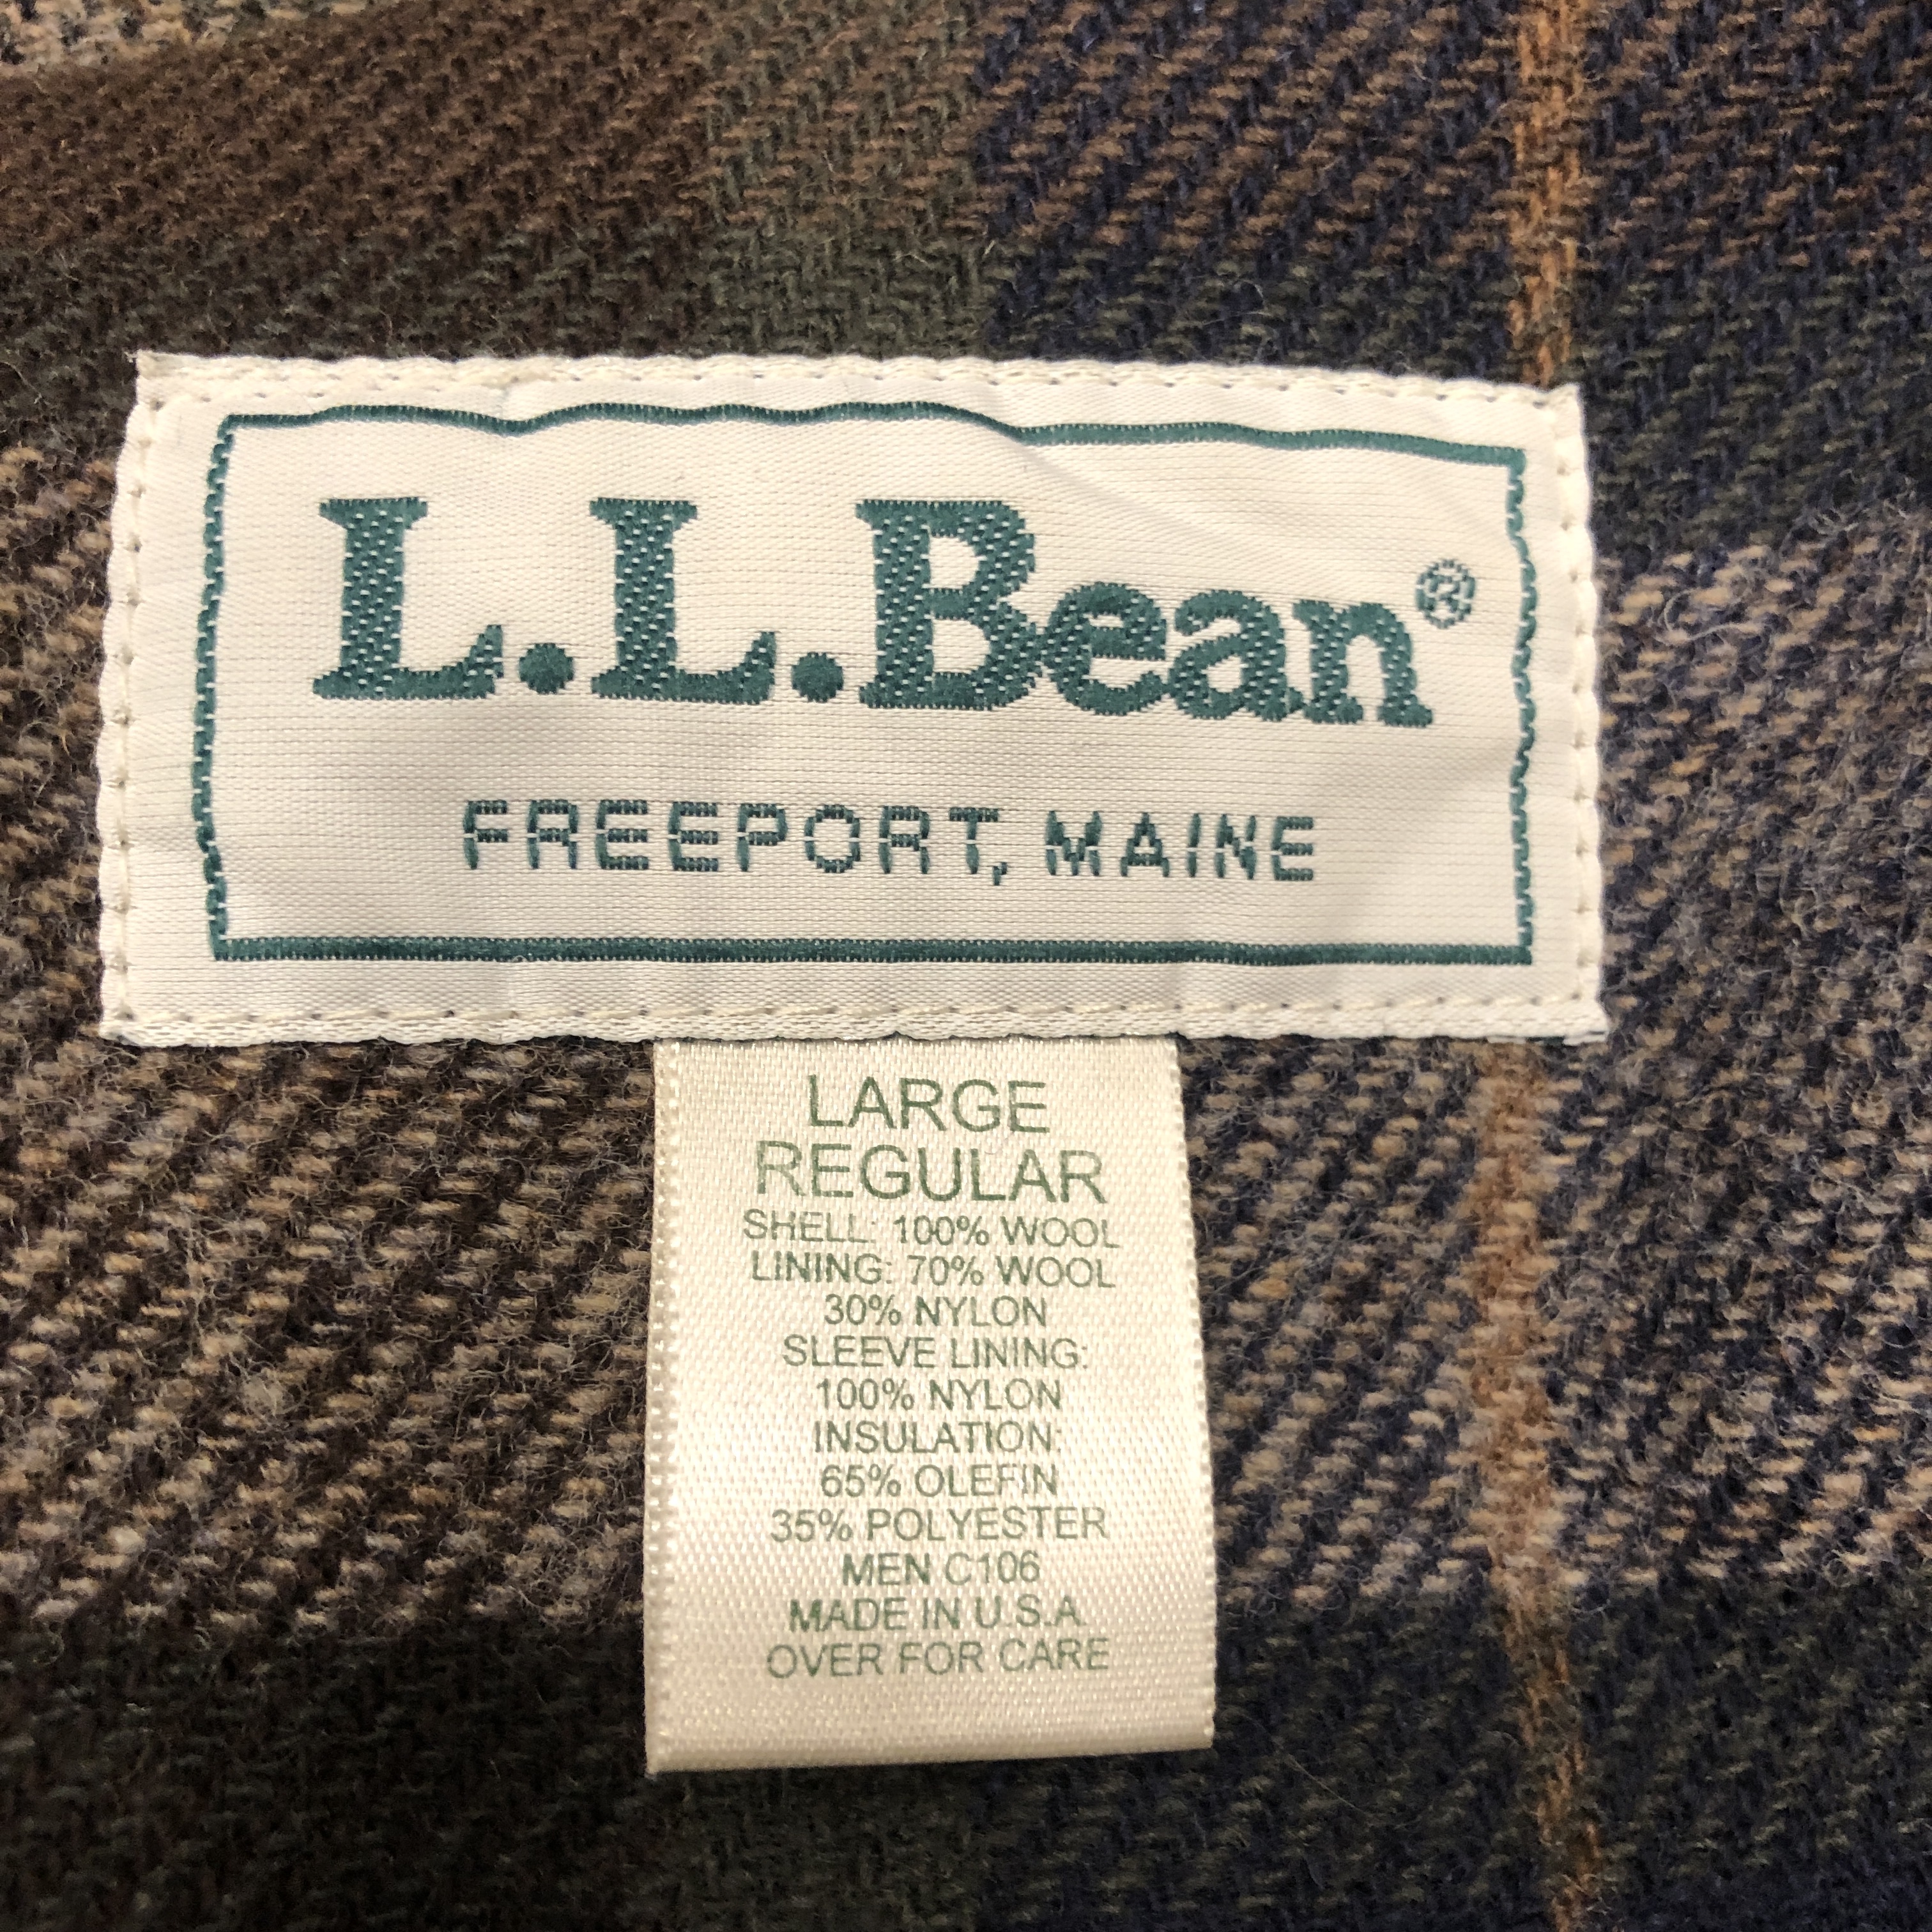 L.L.Bean®
FREEPORT, MAINE
LARGE
REGULAR
SHELL: 100% WOOL
LINING: 70% WOOL
30% NYLON
SLEEVE LINING:
100% NYLON
INSULATION:
65% OLEFIN
35% POLYESTER
MEN C106
MADE IN U.S.A.
OVER FOR CARE